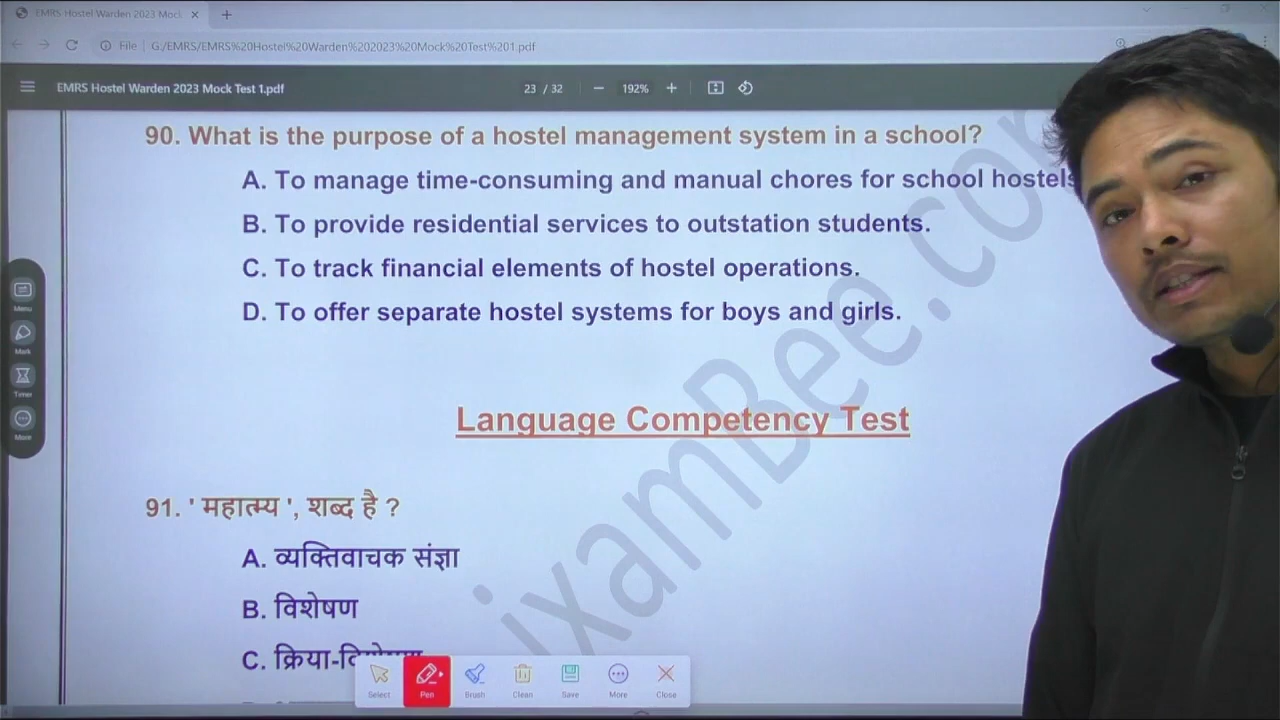 EMRS Hostel Warden 2023 Mock
File
G:/EMRS/EMRS%20Hostel%20Warden%202023%20Mock%20Test%201.pdf
EMRS Hostel Warden 2023 Mock Test 1.pdf
23 / 32
192%
90. What is the purpose of a hostel management system in a school?
A. To manage time-consuming and manual chores for school hostels
B. To provide residential services to outstation students.
C. To track financial elements of hostel operations.
D. To offer separate hostel systems for boys and girls.
Menu
Mark
Timer
More
Language Competency Test
ixamBee.com
91. ' महात्म्य ', शब्द है ?
A. व्यक्तिवाचक संज्ञा
B. विशेषण
C. क्रिया-विशेषण
Select
Pen
Brush
Clean
Save
More
Close